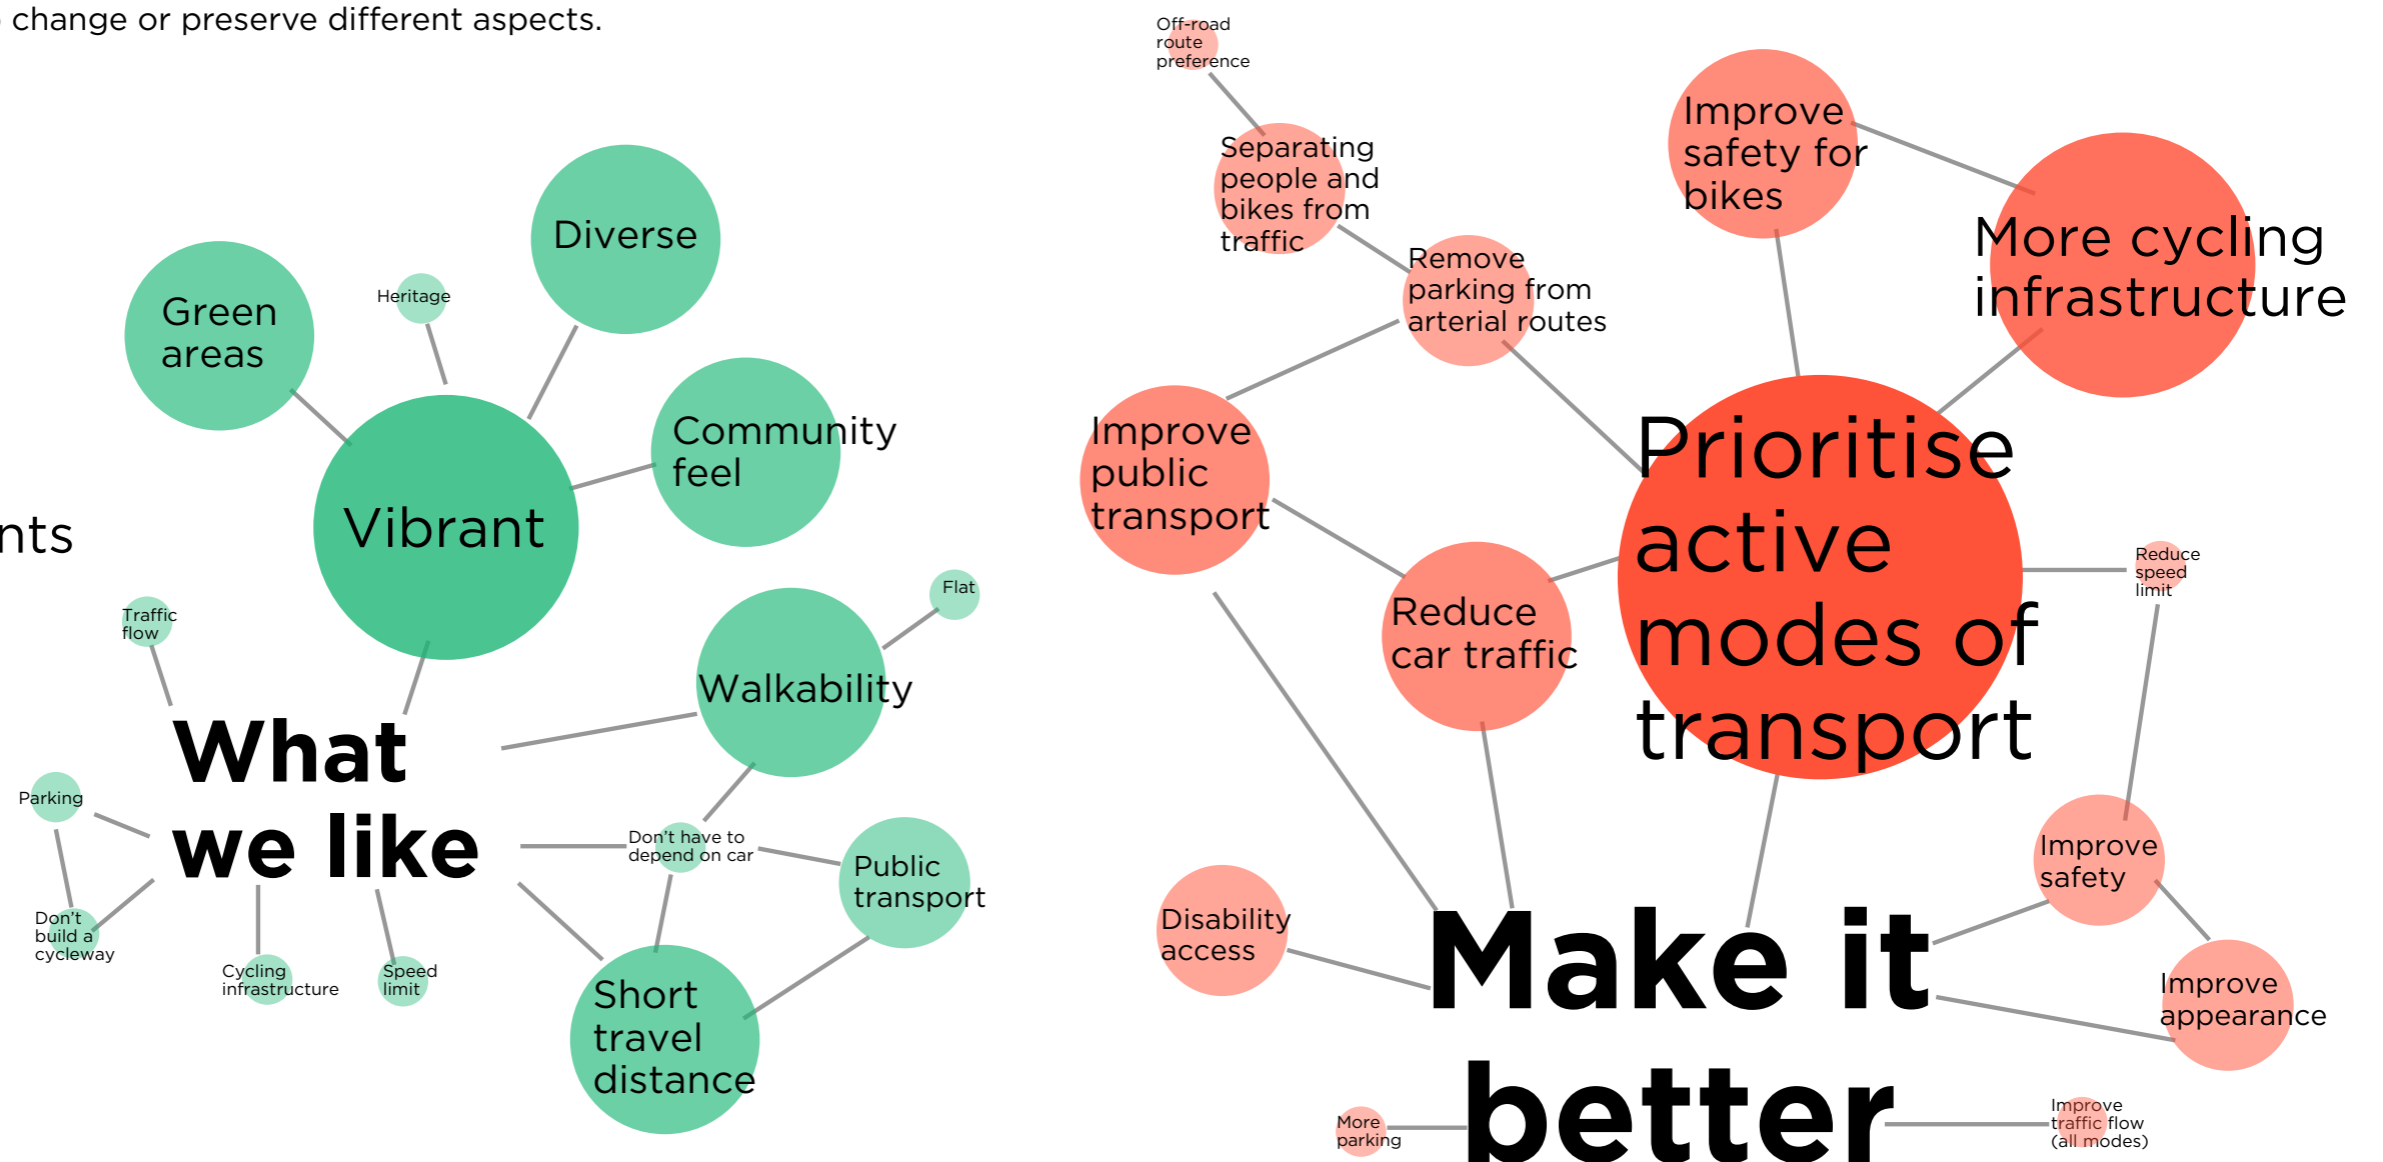 change or preserve different aspects.
Diverse
Green
areas
Heritage
Community
feel
Vibrant
nts
Traffic
flow
Flat
Walkability
What
we like
Parking
Don't have to
depend on car
Public
transport
Don't
build a
cycleway
Cycling
infrastructure
Speed
limit
Short
travel
distance
Off-road
route
preference
Separating
people and
bikes from
traffic
Remove
parking from
arterial routes
Improve
safety for
bikes
More cycling
infrastructure
Improve
public
transport
Prioritise
active
modes of
transport
Reduce
car traffic
Reduce
speed
limit
Improve
safety
Disability
access
Make it
better
Improve
appearance
More
parking
Improve
traffic flow
(all modes)